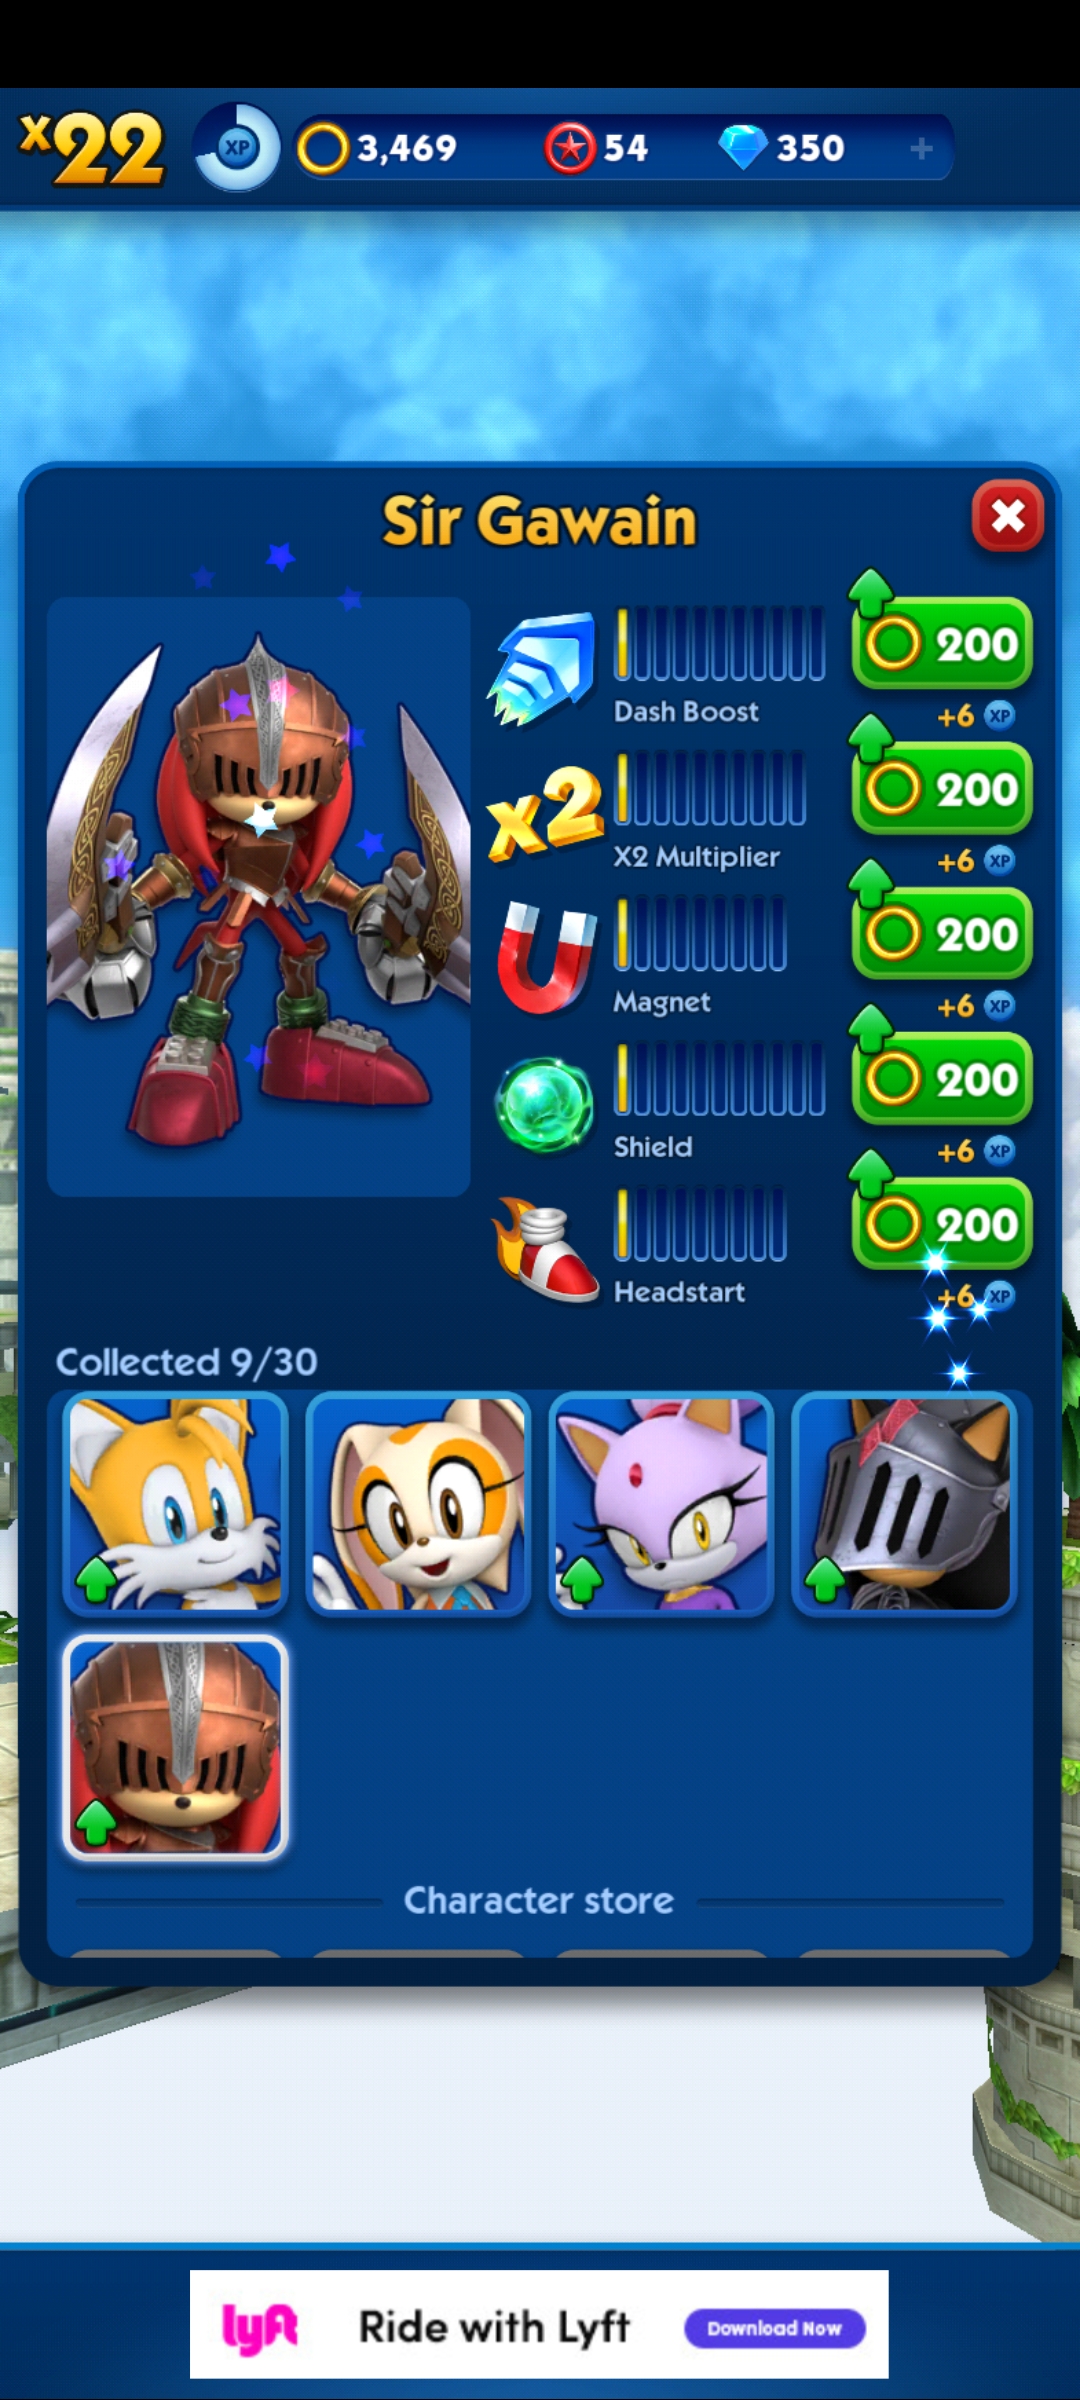 x22 XP 3,469 54 350 +
Sir Gawain
200
Dash Boost
+6 XP
x2
200
X2 Multiplier
+6 XP
200
Magnet
+6 XP
200
Shield
+6 XP
200
Headstart
+6 XP
Collected 9/30
Character store
lyft Ride with Lyft Download Now